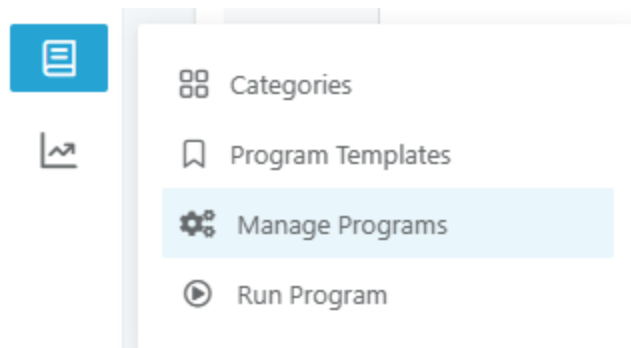 Categories
Program Templates
Manage Programs
Run Program